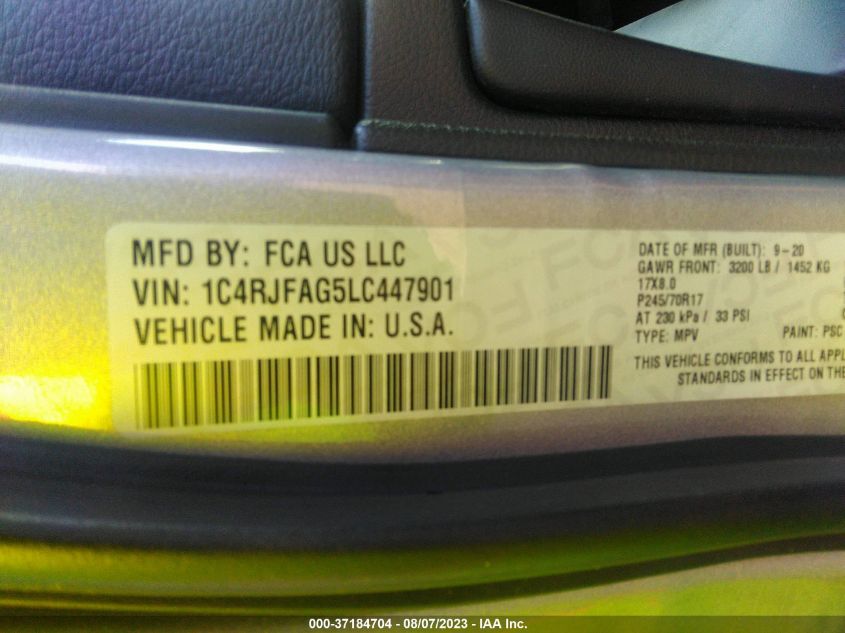 MFD BY: FCA US LLC
VIN: 1C4RJFAG5LC447901
VEHICLE MADE IN: U.S.A.
DATE OF MFR (BUILT): 9-20
GAWR FRONT: 3200 LB / 1452 KG
17X8.0
P245/70R17
AT 230 kPa / 33 PSI
TYPE: MPV PAINT: PSC
THIS VEHICLE CONFORMS TO ALL APPL
STANDARDS IN EFFECT ON THE
000-37184704 - 08/07/2023 - IAA Inc.